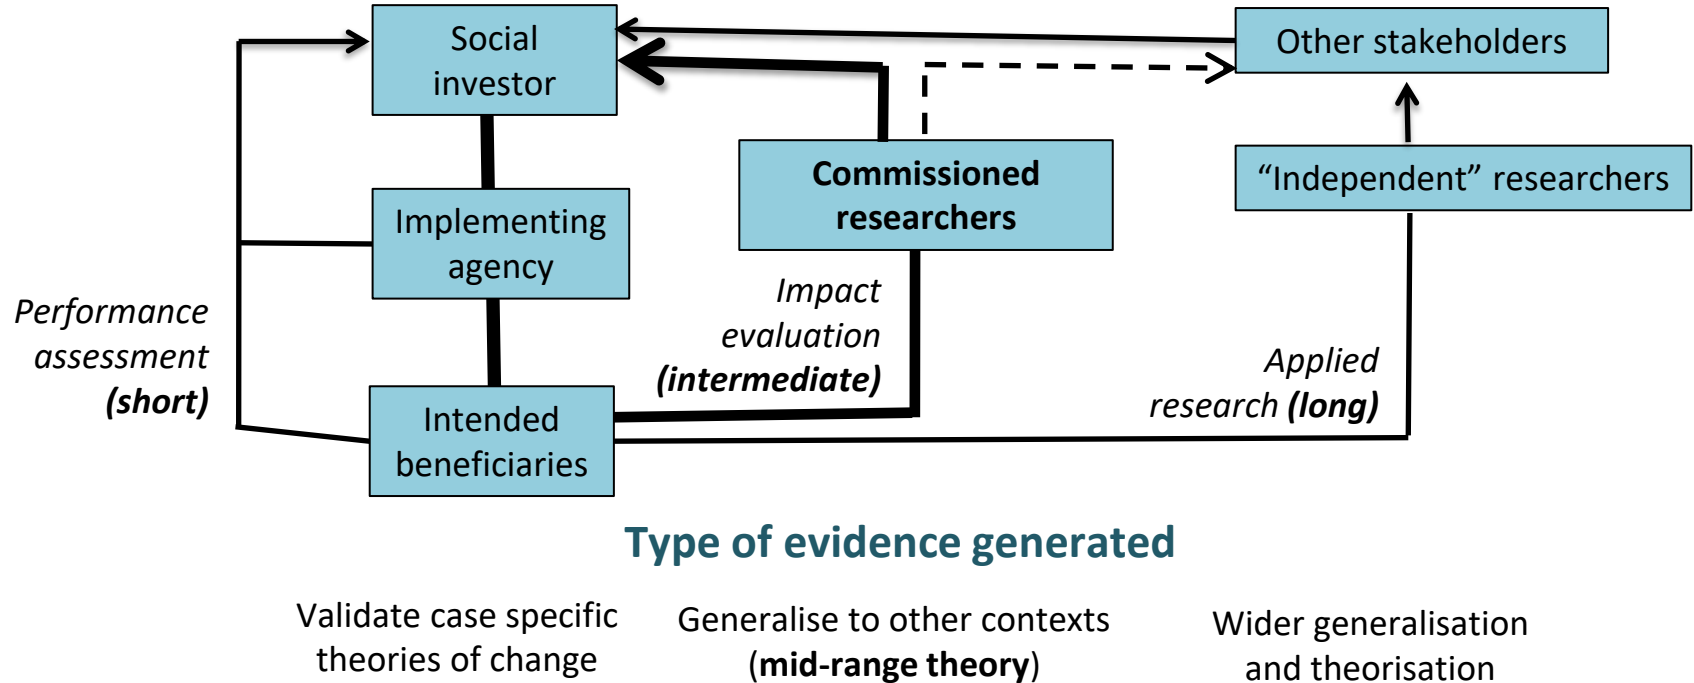 Social
investor
Other stakeholders
Commissioned
researchers
“Independent” researchers
Implementing
agency
Performance
assessment
(short)
Impact
evaluation
(intermediate)
Applied
research (long)
Intended
beneficiaries
Type of evidence generated
Validate case specific
theories of change
Generalise to other contexts
(mid-range theory)
Wider generalisation
and theorisation